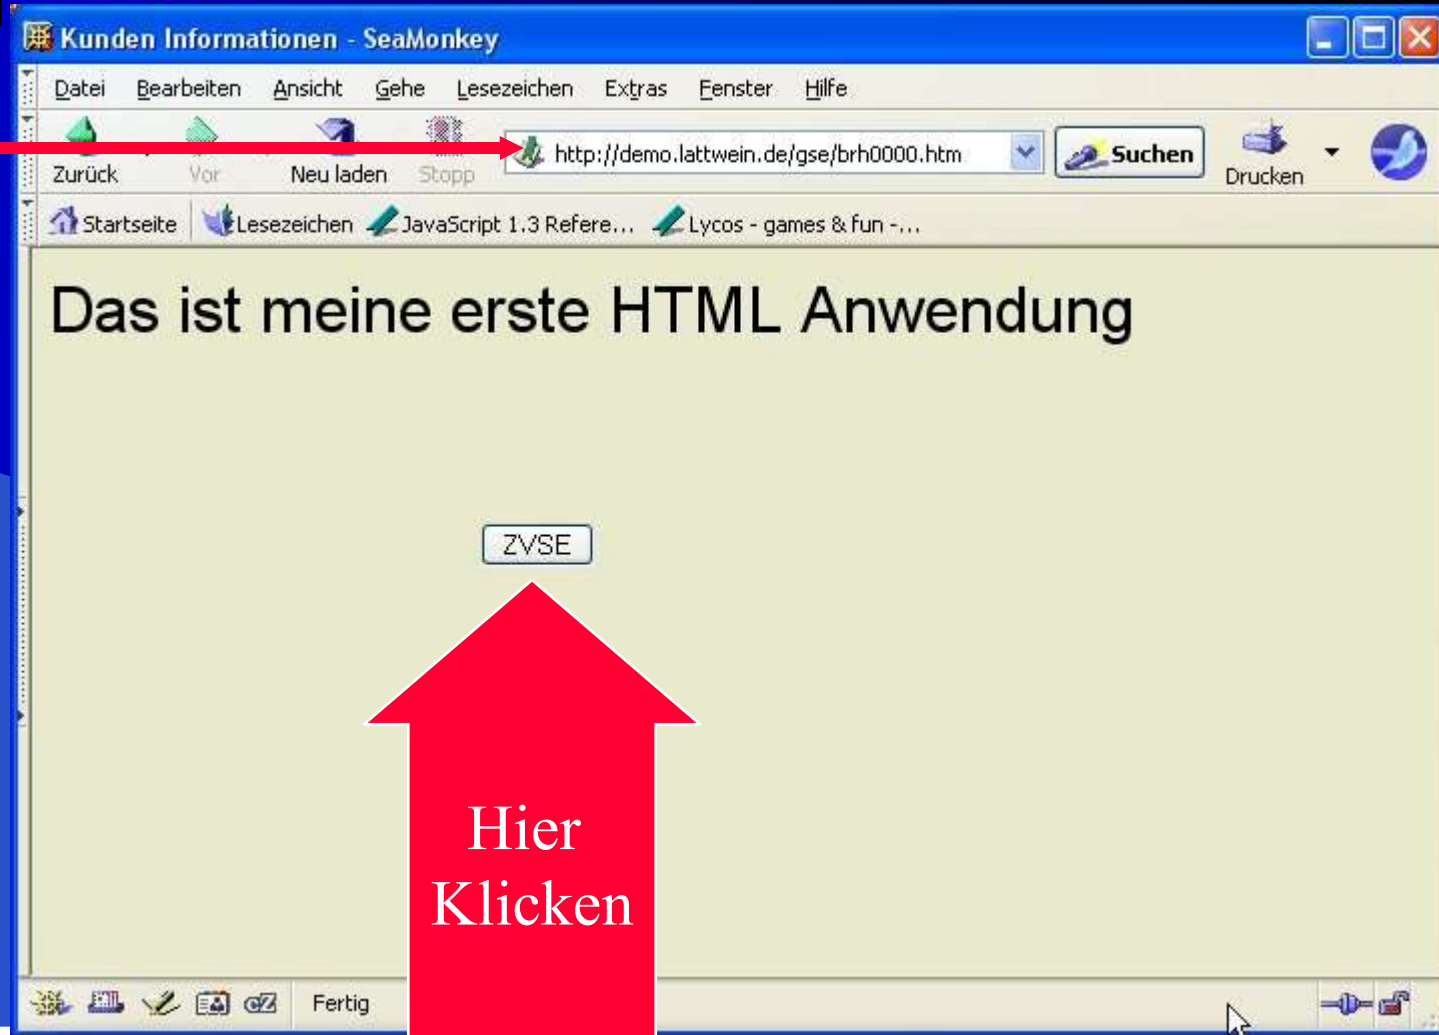 Kunden Informationen - SeaMonkey
Datei Bearbeiten Ansicht Gehe Lesezeichen Extras Fenster Hilfe
Zurück Vor Neu laden Stopp http://demo.lattwein.de/gse/brh0000.htm Suchen Drucken
Startseite Lesezeichen JavaScript 1.3 Refere... Lycos - games & fun -...
Das ist meine erste HTML Anwendung
ZVSE
Hier
Klicken
Fertig